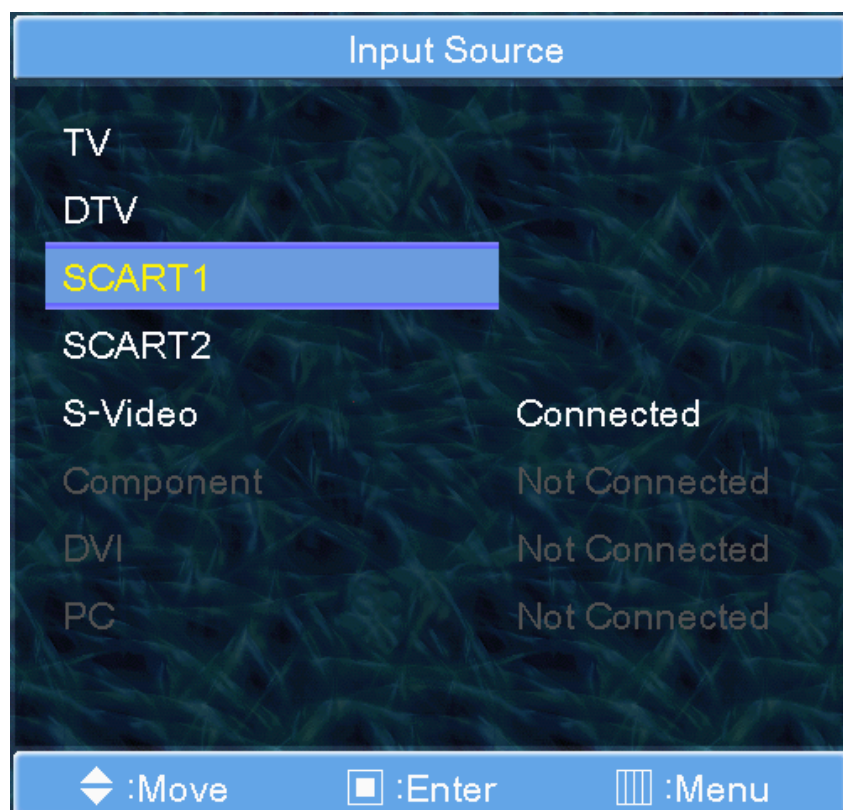 Input Source
TV
DTV
SCART1
SCART2
S-Video Connected
Component Not Connected
DVI Not Connected
PC Not Connected
:Move :Enter :Menu